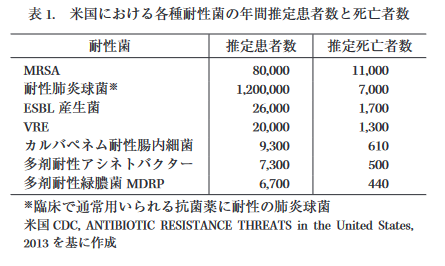 表 1. 米国における各種耐性菌の年間推定患者数と死亡者数
耐性菌 推定患者数 推定死亡者数
MRSA 80,000 11,000
耐性肺炎球菌※ 1,200,000 7,000
ESBL 産生菌 26,000 1,700
VRE 20,000 1,300
カルバペネム耐性腸内細菌 9,300 610
多剤耐性アシネトバクター 7,300 500
多剤耐性緑膿菌 MDRP 6,700 440
※臨床で通常用いられる抗菌薬に耐性の肺炎球菌
米国 CDC, ANTIBIOTIC RESISTANCE THREATS in the United States,
2013 を基に作成